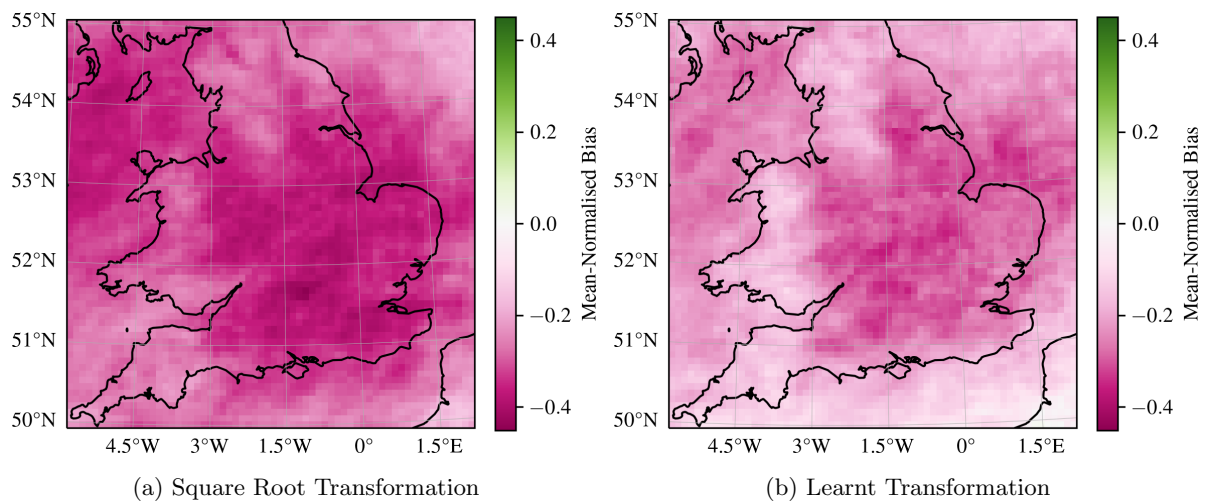 55°N
54°N
53°N
52°N
51°N
50°N
4.5°W 3°W 1.5°W 0° 1.5°E
0.4
0.2
0.0
−0.2
−0.4
Mean-Normalised Bias
(a) Square Root Transformation
55°N
54°N
53°N
52°N
51°N
50°N
4.5°W 3°W 1.5°W 0° 1.5°E
0.4
0.2
0.0
−0.2
−0.4
Mean-Normalised Bias
(b) Learnt Transformation